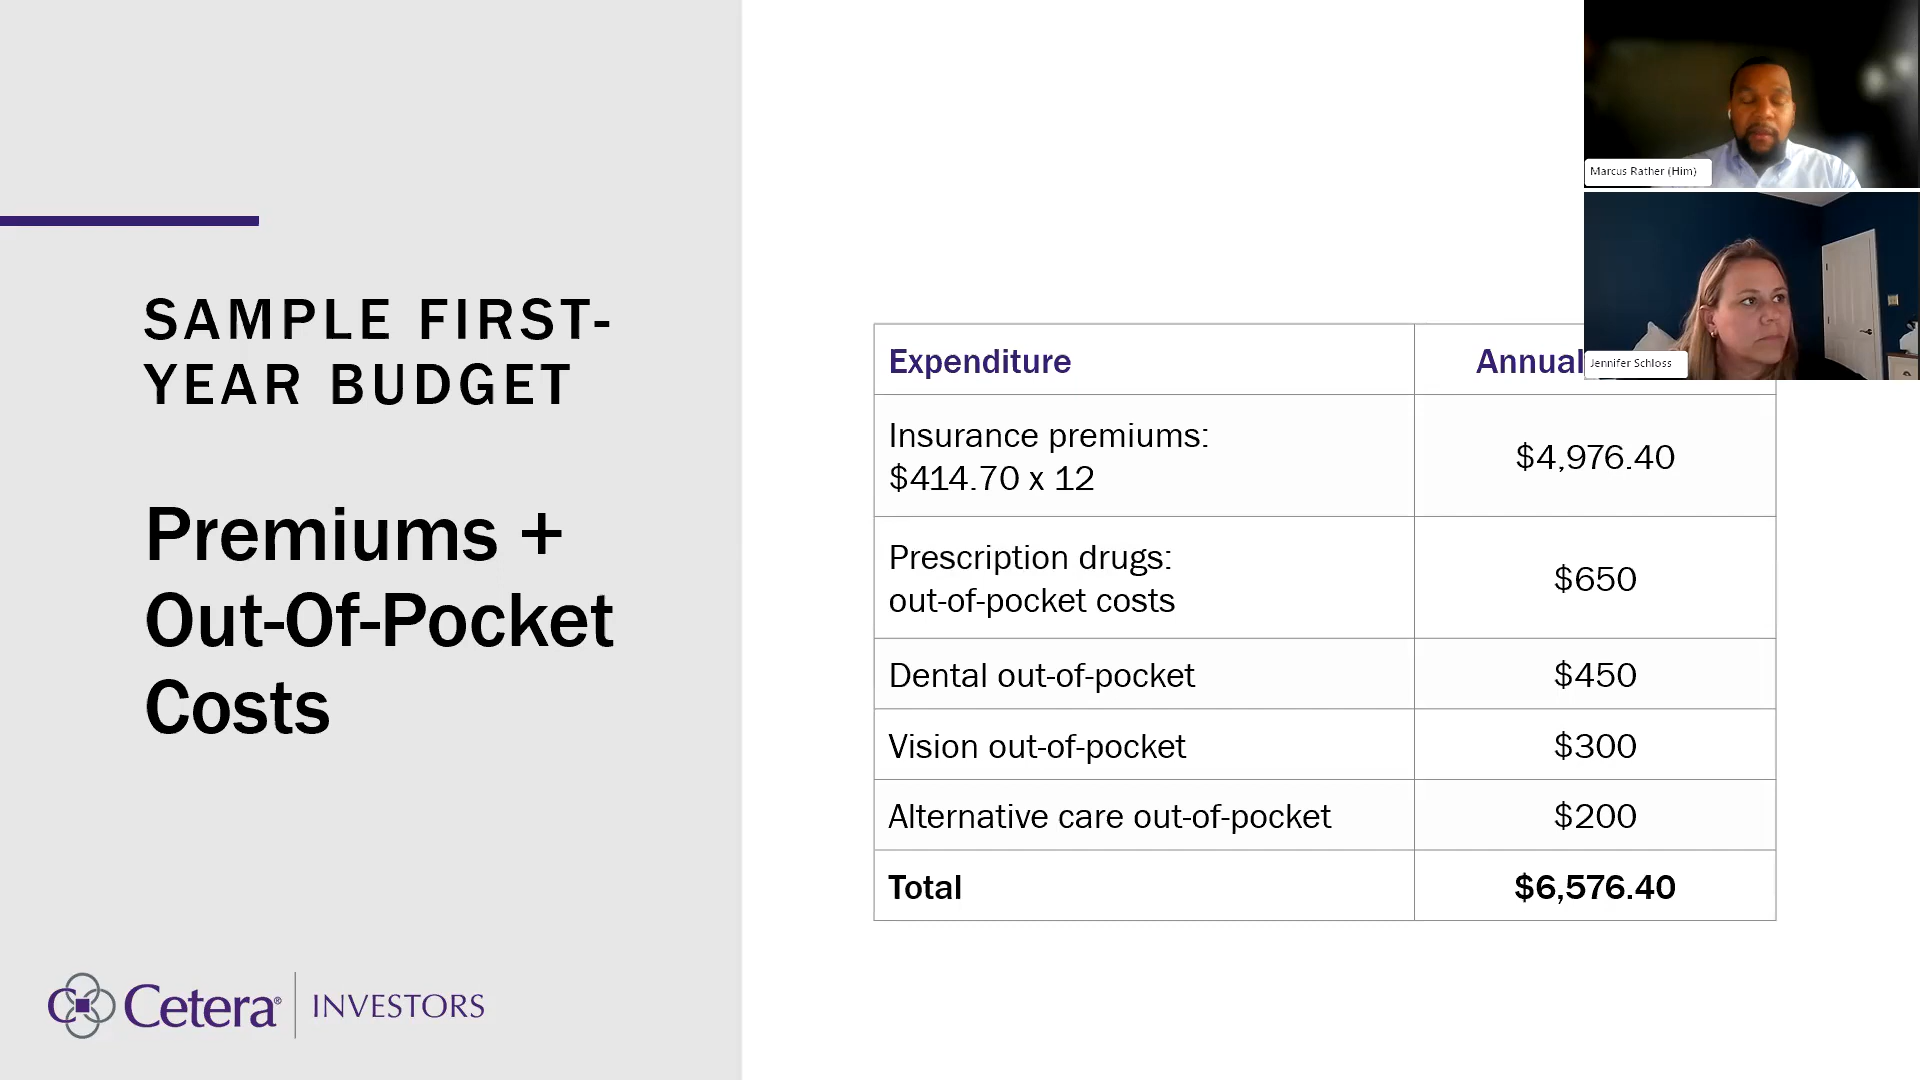 SAMPLE FIRST-
YEAR BUDGET
Premiums +
Out-Of-Pocket
Costs
Cetera® | INVESTORS
Expenditure
Annual
Insurance premiums:
$414.70 x 12
$4,976.40
Prescription drugs:
out-of-pocket costs
$650
Dental out-of-pocket
$450
Vision out-of-pocket
$300
Alternative care out-of-pocket
$200
Total
$6,576.40
Marcus Rather (Him)
Jennifer Schloss